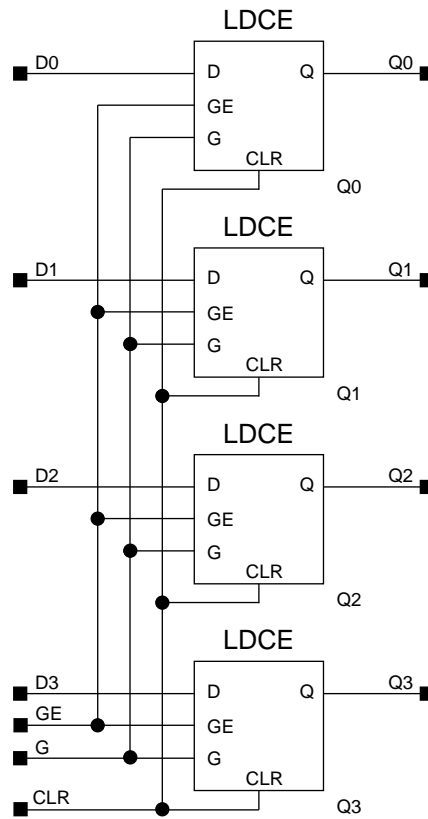 LDCE
D0 D Q Q0
GE
G
CLR
Q0
LDCE
D1 D Q Q1
GE
G
CLR
Q1
LDCE
D2 D Q Q2
GE
G
CLR
Q2
LDCE
D3 D Q Q3
GE GE
G G
CLR
CLR Q3